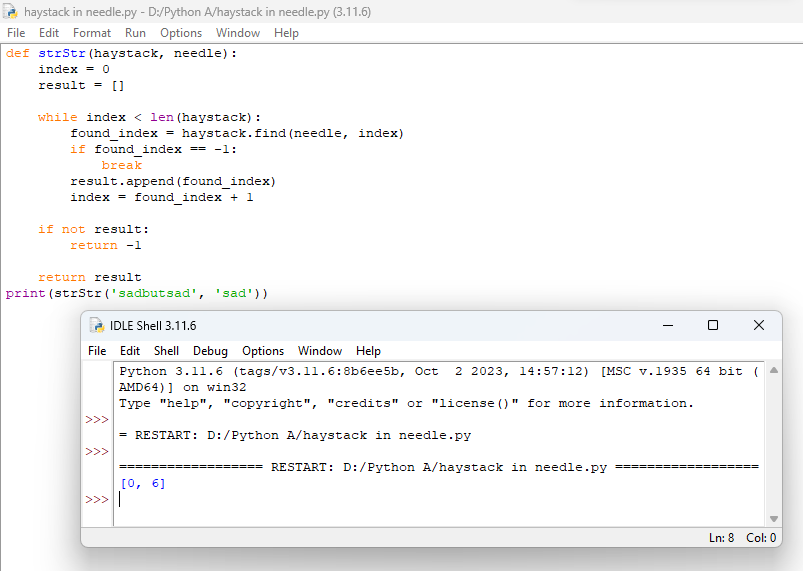 haystack in needle.py - D:/Python A/haystack in needle.py (3.11.6)
File Edit Format Run Options Window Help
def strStr(haystack, needle):
    index = 0
    result = []
    while index < len(haystack):
        found_index = haystack.find(needle, index)
        if found_index == -1:
            break
        result.append(found_index)
        index = found_index + 1
    if not result:
        return -1
    return result
print(strStr('sadbutsad', 'sad'))
IDLE Shell 3.11.6
File Edit Shell Debug Options Window Help
Python 3.11.6 (tags/v3.11.6:8b6ee5b, Oct  2 2023, 14:57:12) [MSC v.1935 64 bit (
AMD64)] on win32
Type "help", "copyright", "credits" or "license()" for more information.
>>>
= RESTART: D:/Python A/haystack in needle.py
>>>
================== RESTART: D:/Python A/haystack in needle.py ==================
[0, 6]
>>>
Ln: 8 Col: 0